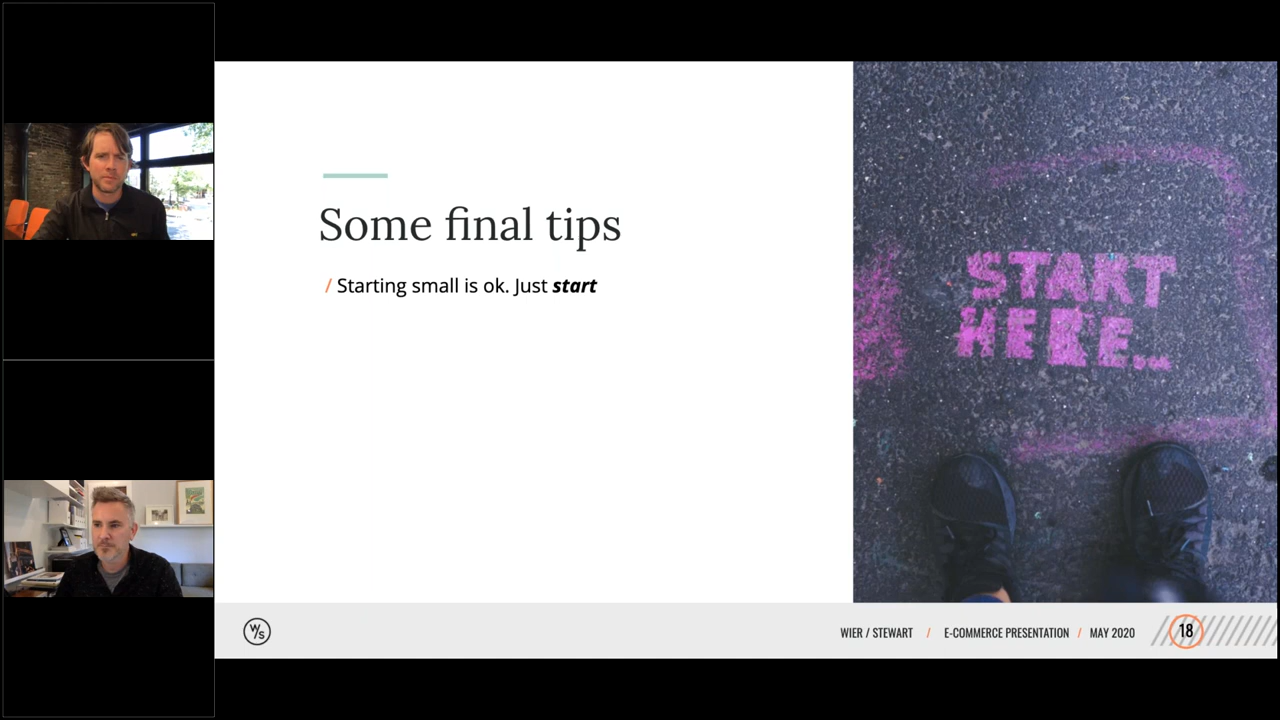 Some final tips
/ Starting small is ok. Just start
START
HERE...
W/S
WIER / STEWART / E-COMMERCE PRESENTATION / MAY 2020
18